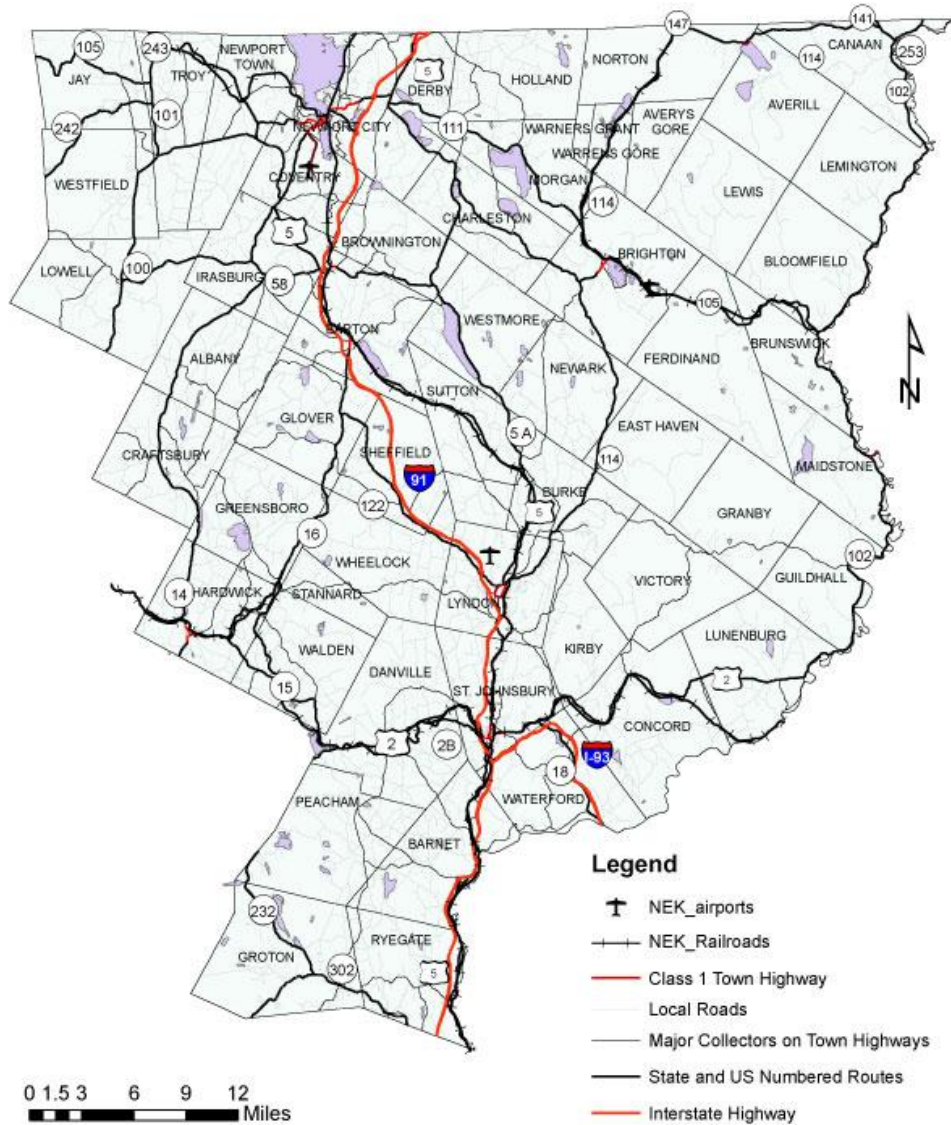 147
141
105
243
NEWPORT
TOWN
CANAAN
253
JAY
TROY
5
DERBY
HOLLAND
NORTON
114
102
AVERILL
101
111
NEWPORT CITY
WARNERS GRANT
AVERYS
GORE
242
WARRENS GORE
LEMINGTON
WESTFIELD
COVENTRY
MORGAN
LEWIS
114
CHARLESTON
5
BROWNINGTON
BRIGHTON
BLOOMFIELD
LOWELL
100
IRASBURG
58
105
BARTON
WESTMORE
BRUNSWICK
ALBANY
NEWARK
FERDINAND
N
SUTTON
GLOVER
5 A
EAST HAVEN
CRAFTSBURY
SHEFFIELD
114
MAIDSTONE
91
BURKE
GREENSBORO
122
5
GRANBY
16
102
WHEELOCK
VICTORY
GUILDHALL
14
HARDWICK
STANNARD
LYNDON
LUNENBURG
WALDEN
KIRBY
DANVILLE
2
15
ST. JOHNSBURY
CONCORD
2
2B
I-93
18
PEACHAM
WATERFORD
BARNET
232
RYEGATE
GROTON
302
5
Legend
NEK_airports
NEK_Railroads
Class 1 Town Highway
Local Roads
Major Collectors on Town Highways
State and US Numbered Routes
Interstate Highway
0 1.5 3 6 9 12
Miles